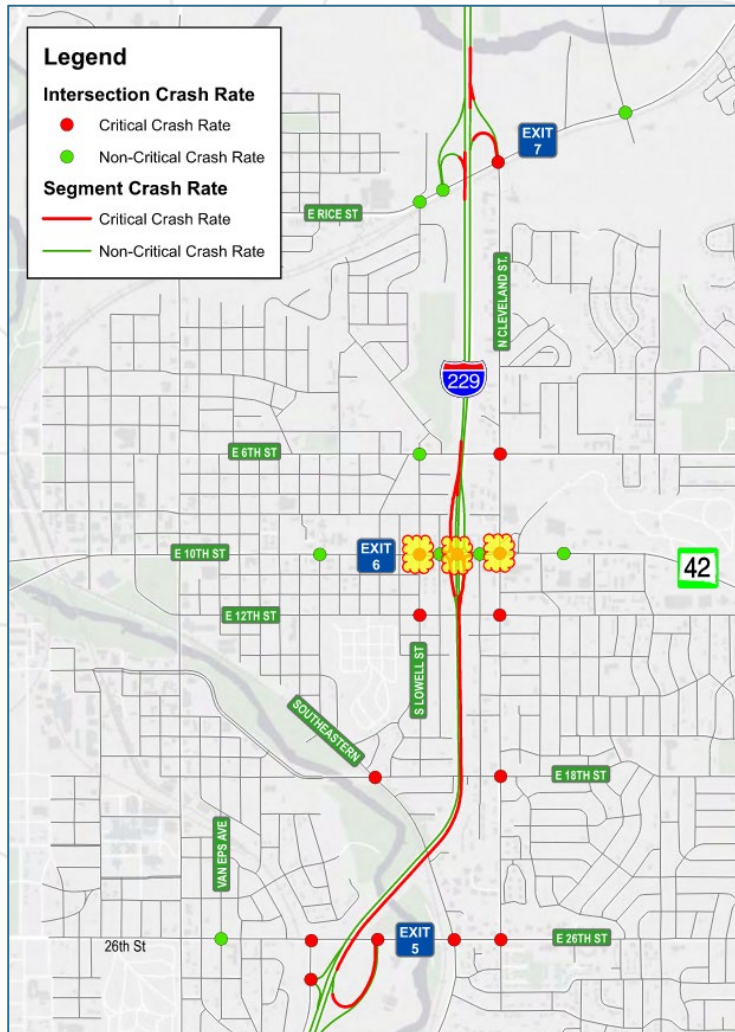 Legend
Intersection Crash Rate
Critical Crash Rate
Non-Critical Crash Rate
Segment Crash Rate
Critical Crash Rate
Non-Critical Crash Rate
EXIT
7
E RICE ST
N CLEVELAND ST.
229
E 6TH ST
E 10TH ST
EXIT
6
42
E 12TH ST
S LOWELL ST
SOUTHEASTERN
E 18TH ST
VAN EPS AVE
26th St
EXIT
5
E 26TH ST